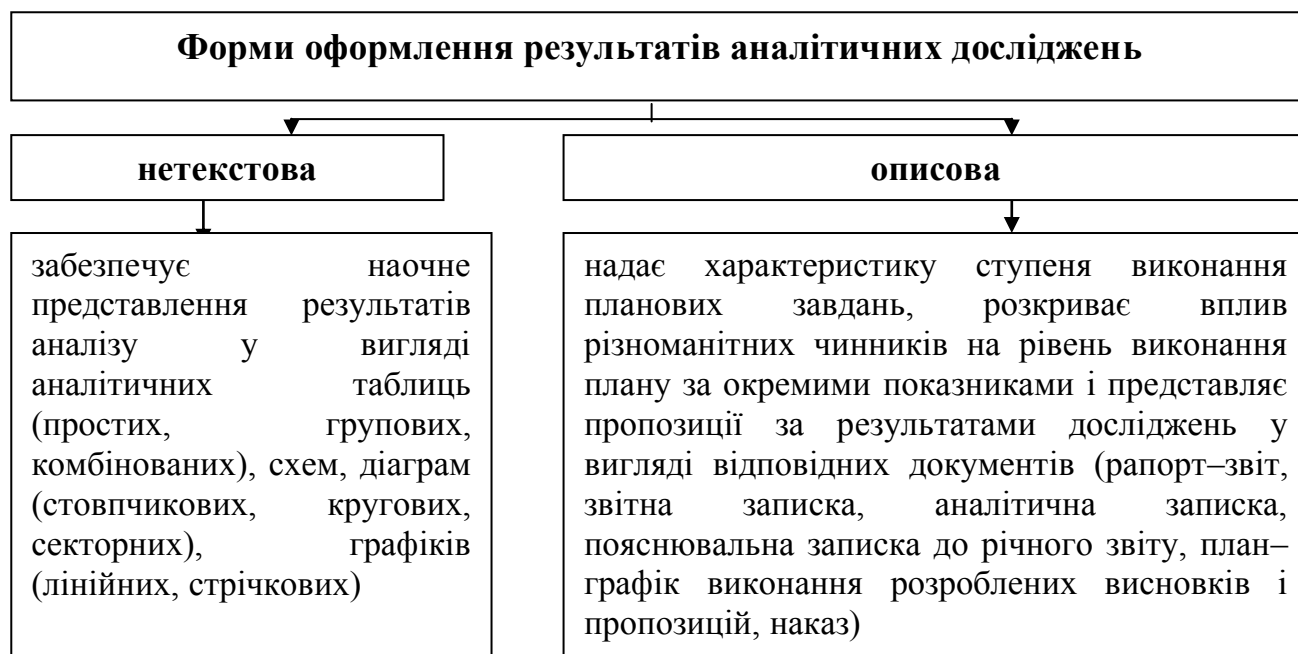 Форми оформлення результатів аналітичних досліджень
нетекстова
описова
забезпечує наочне
представлення результатів
аналізу у вигляді
аналітичних таблиць
(простих, групових,
комбінованих), схем, діаграм
(стовпчикових, кругових,
секторних), графіків
(лінійних, стрічкових)
надає характеристику ступеня виконання
планових завдань, розкриває вплив
різноманітних чинників на рівень виконання
плану за окремими показниками і представляє
пропозиції за результатами досліджень у
вигляді відповідних документів (рапорт–звіт,
звітна записка, аналітична записка,
пояснювальна записка до річного звіту, план–
графік виконання розроблених висновків і
пропозицій, наказ)